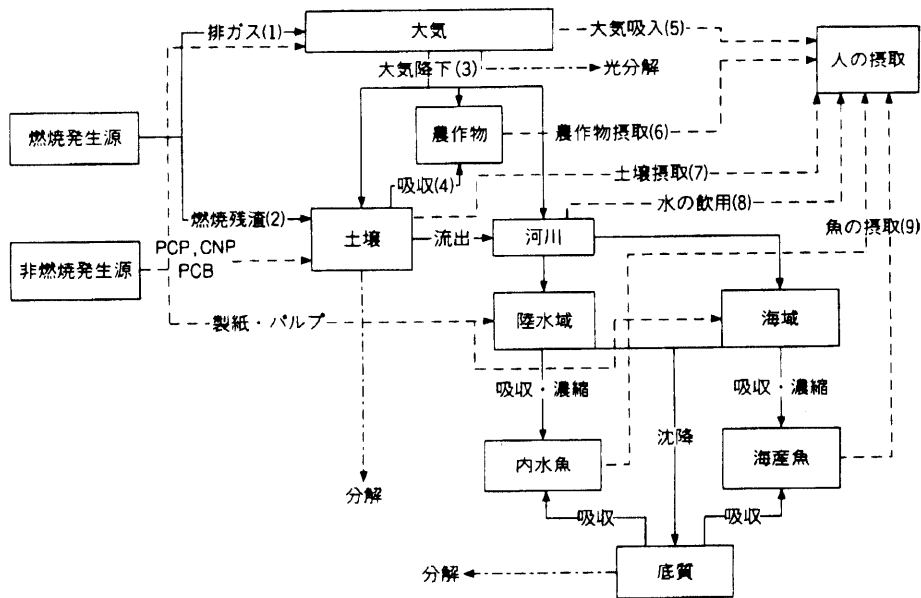 排ガス(1)
大気
大気吸入(5)
人の摂取
大気降下(3)
光分解
燃焼発生源
農作物
農作物摂取(6)
吸収(4)
土壌摂取(7)
燃焼残渣(2)
土壌
流出
河川
水の飲用(8)
魚の摂取(9)
非燃焼発生源
PCP,CNP
PCB
製紙・パルプ
陸水域
海域
吸収・濃縮
吸収・濃縮
沈降
内水魚
海産魚
分解
吸収
吸収
分解
底質